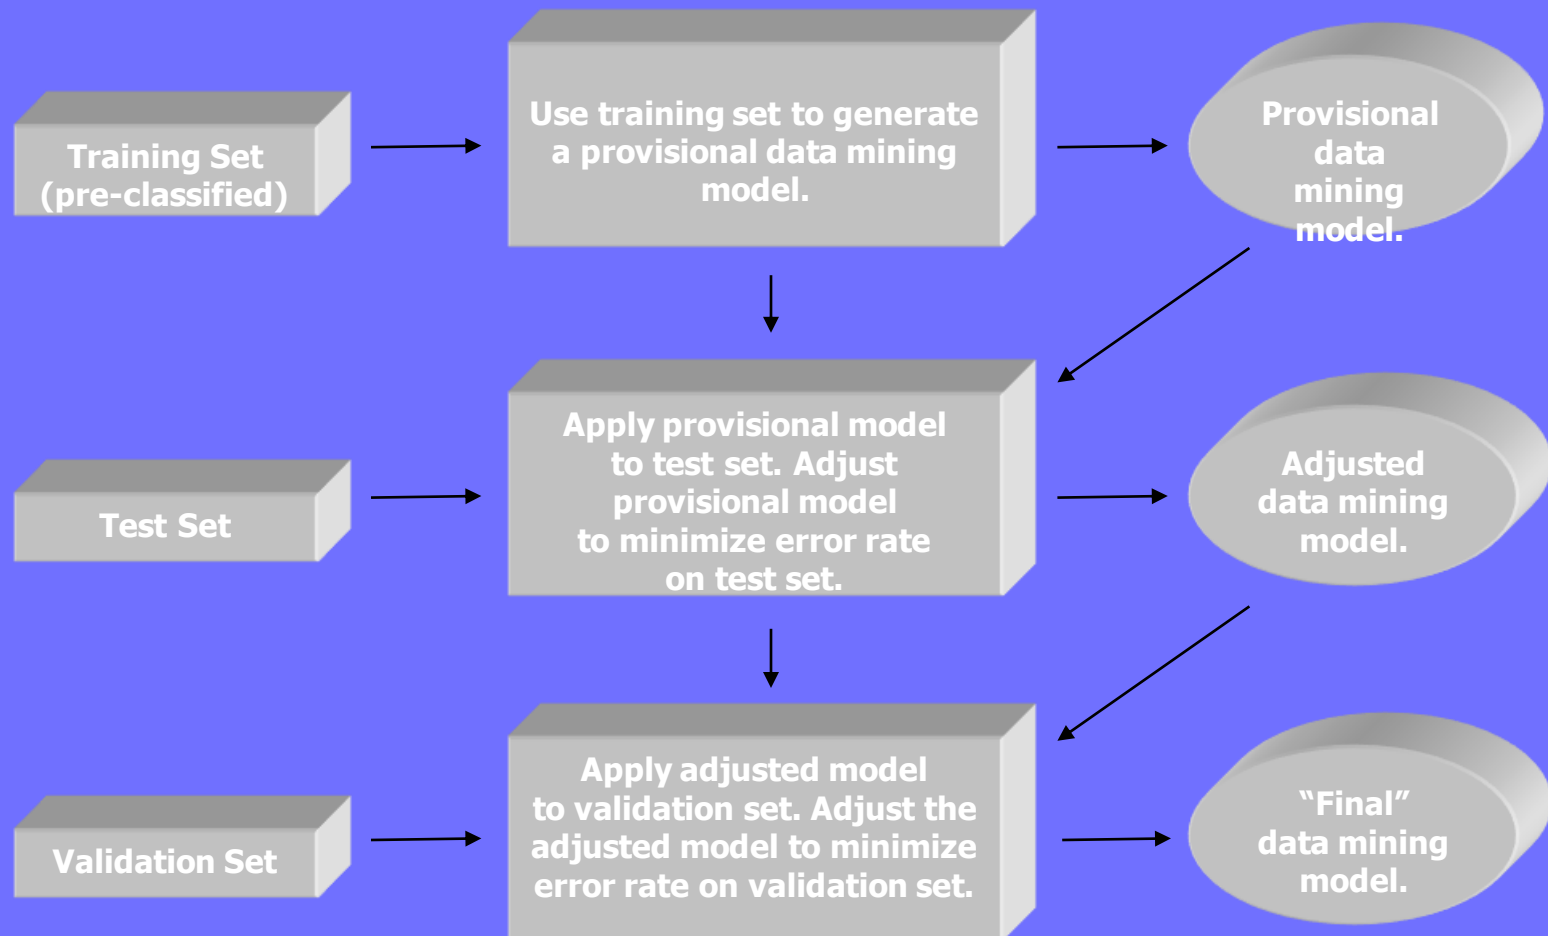 Training Set
(pre-classified)
Use training set to generate
a provisional data mining
model.
Provisional
data
mining
model.
Test Set
Apply provisional model
to test set. Adjust
provisional model
to minimize error rate
on test set.
Adjusted
data mining
model.
Validation Set
Apply adjusted model
to validation set. Adjust the
adjusted model to minimize
error rate on validation set.
“Final”
data mining
model.